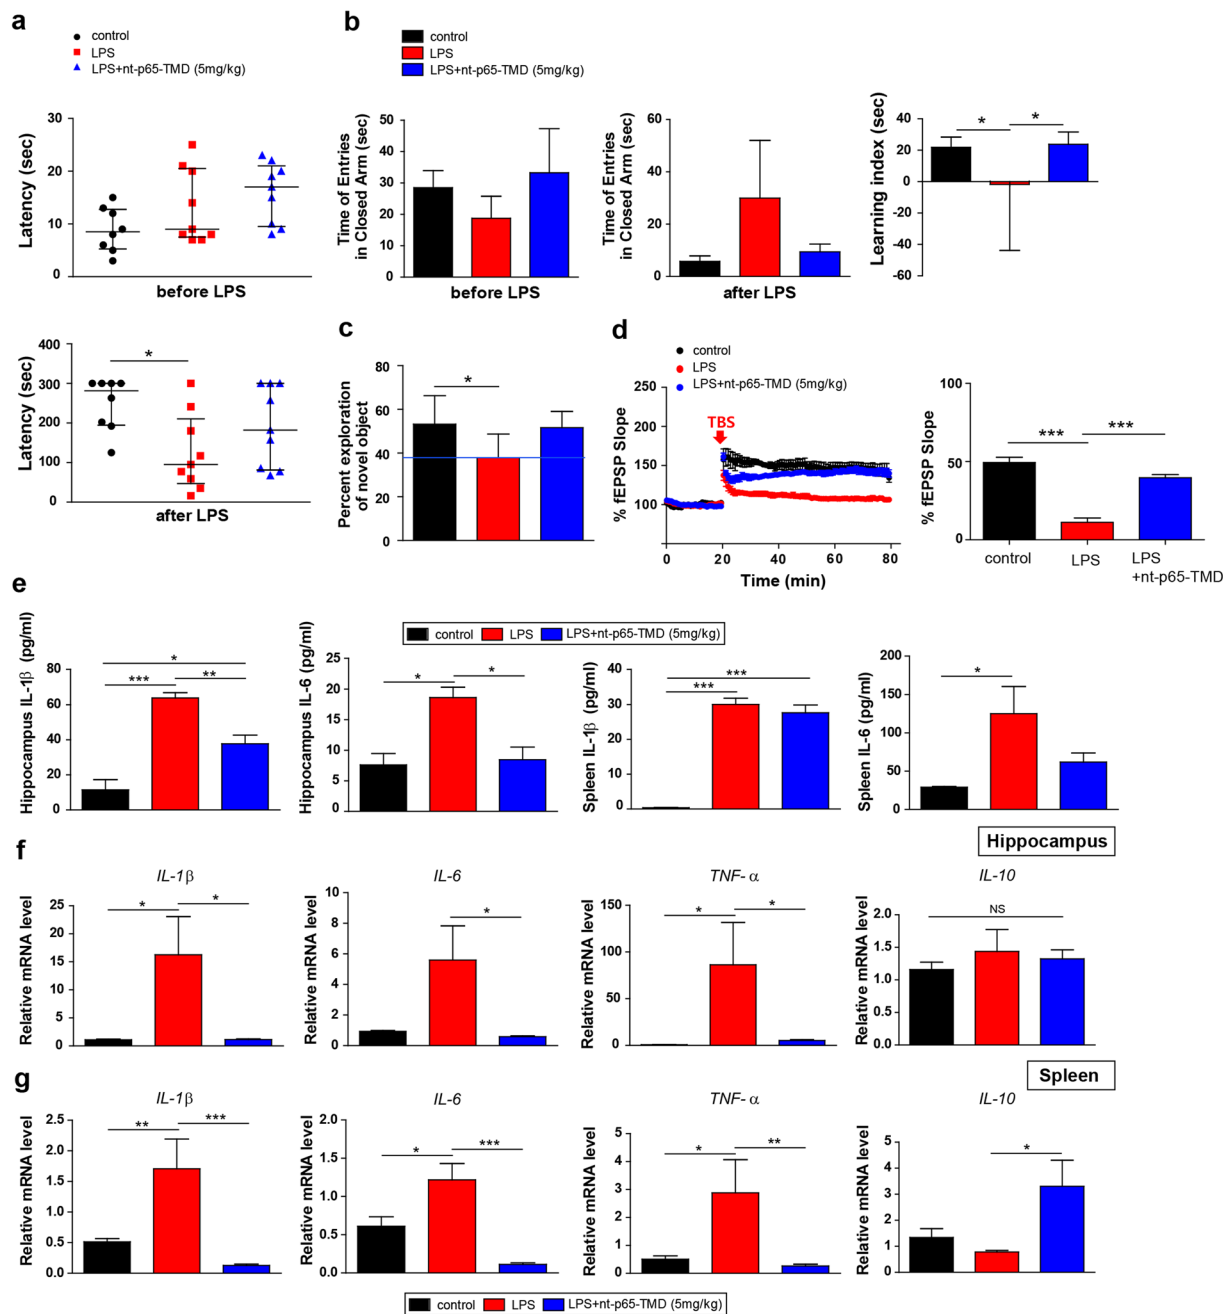 a
control
LPS
LPS+nt-p65-TMD (5mg/kg)
Latency (sec)
30
20
10
0
before LPS
b
control
LPS
LPS+nt-p65-TMD (5mg/kg)
Time of Entries
in Closed Arm (sec)
50
40
30
20
10
0
before LPS
Time of Entries
in Closed Arm (sec)
60
40
20
0
after LPS
Learning index (sec)
40
20
0
-20
-40
-60
* *
Latency (sec)
400
300
200
100
0
*
after LPS
c
Percent exploration
of novel object
80
60
40
20
0
*
d
control
LPS
LPS+nt-p65-TMD (5mg/kg)
% fEPSP Slope
250
200
150
100
50
TBS
0 20 40 60 80
Time (min)
% fEPSP Slope
100
50
0
*** ***
control LPS LPS
+nt-p65-TMD
e
control LPS LPS+nt-p65-TMD (5mg/kg)
Hippocampus IL-1β (pg/ml)
80
60
40
20
0
*
*** **
Hippocampus IL-6 (pg/ml)
25
20
15
10
5
0
* *
Spleen IL-1β (pg/ml)
40
30
20
10
0
***
***
Spleen IL-6 (pg/ml)
200
150
100
50
0
*
Hippocampus
f
IL-1β
Relative mRNA level
25
20
15
10
5
0
* *
IL-6
Relative mRNA level
10
8
6
4
2
0
*
TNF- α
Relative mRNA level
150
100
50
0
* *
IL-10
Relative mRNA level
2.0
1.5
1.0
0.5
0.0
NS
Spleen
g
IL-1β
Relative mRNA level
2.5
2.0
1.5
1.0
0.5
0.0
** ***
IL-6
Relative mRNA level
2.0
1.5
1.0
0.5
0.0
* ***
TNF- α
Relative mRNA level
5
4
3
2
1
0
* **
IL-10
Relative mRNA level
5
4
3
2
1
0
*
control LPS LPS+nt-p65-TMD (5mg/kg)